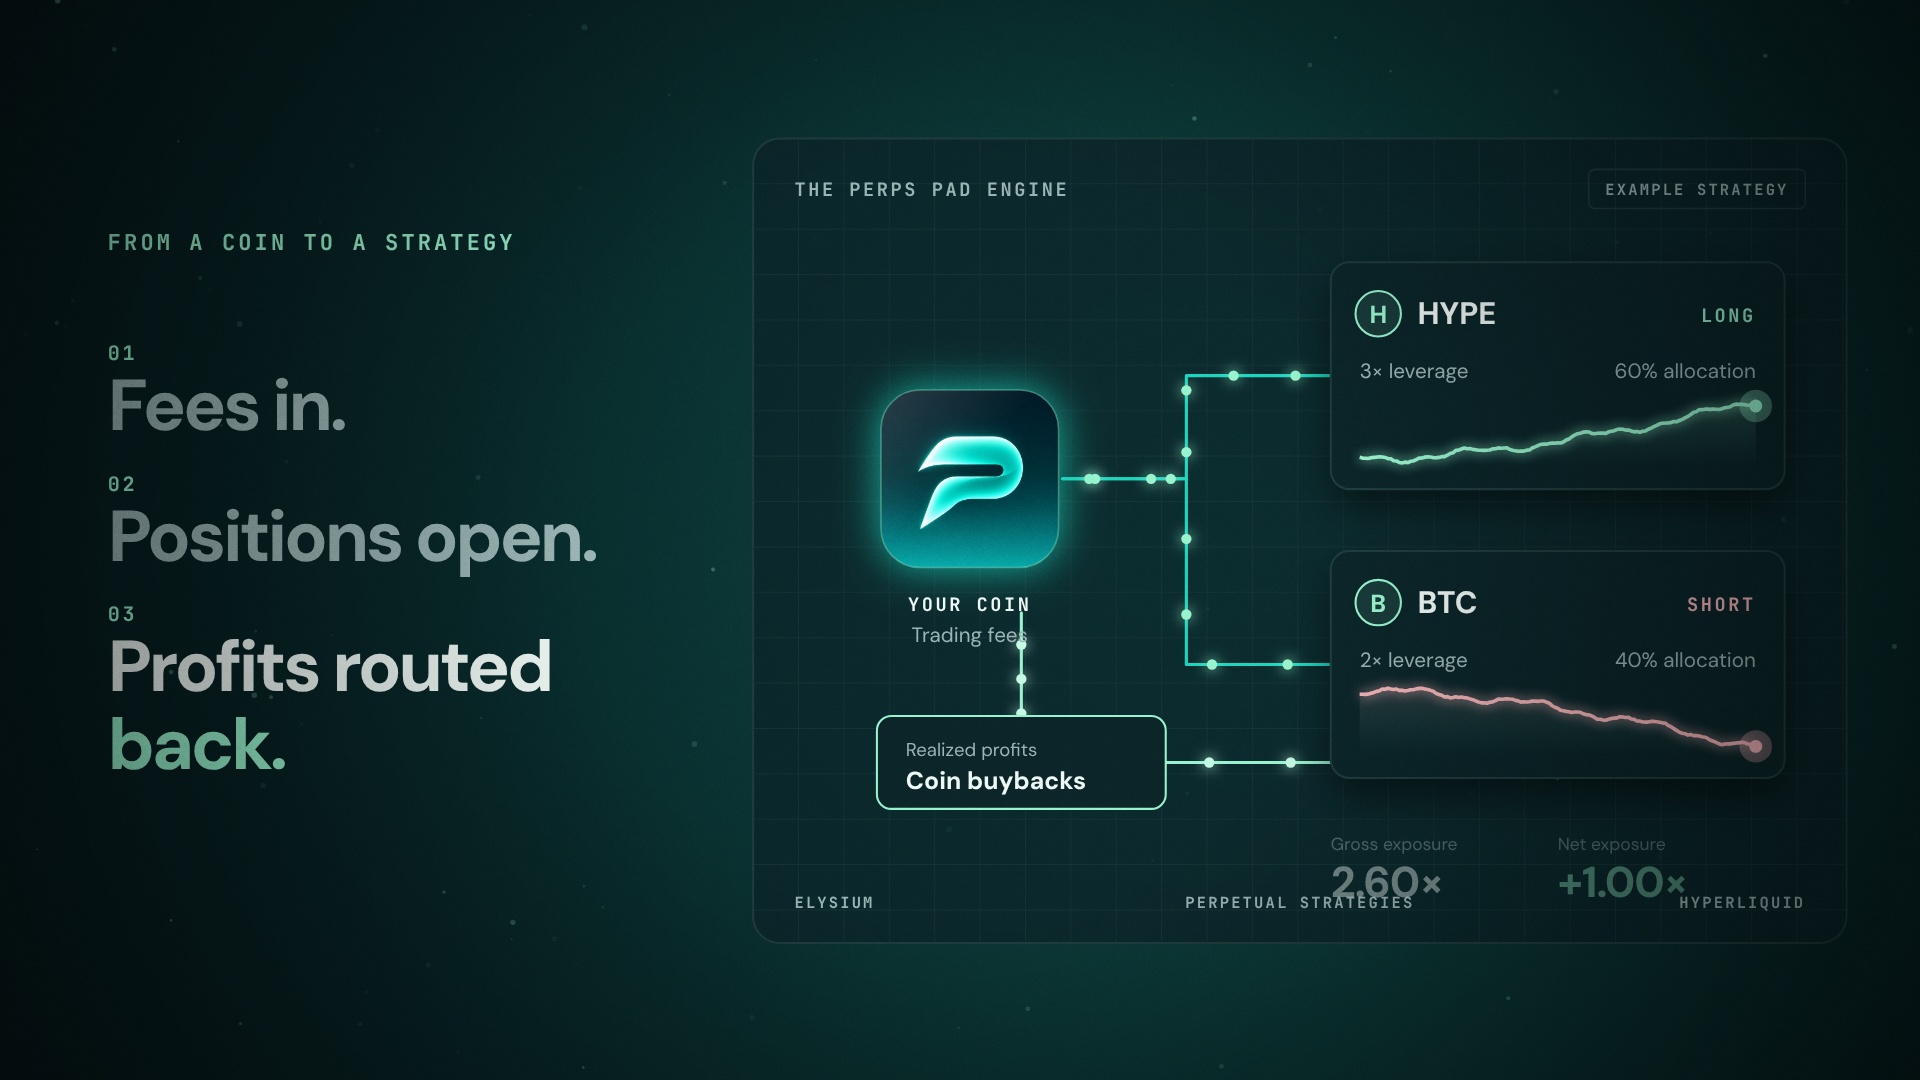 FROM A COIN TO A STRATEGY
01
Fees in.
02
Positions open.
03
Profits routed
back.
THE PERPS PAD ENGINE
EXAMPLE STRATEGY
H HYPE LONG
3× leverage 60% allocation
YOUR COIN
Trading fees
B BTC SHORT
2× leverage 40% allocation
Realized profits
Coin buybacks
Gross exposure Net exposure
2.60× +1.00×
ELYSIUM PERPETUAL STRATEGIES HYPERLIQUID